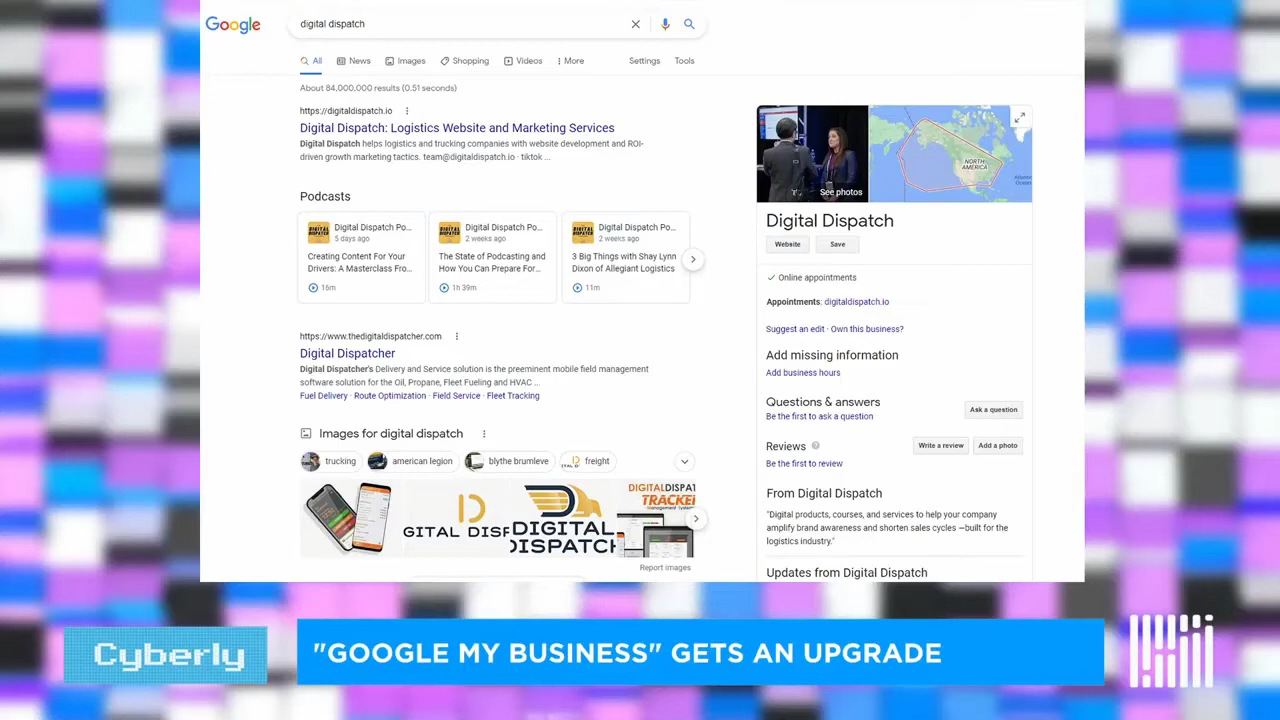 Google
digital dispatch
All
News
Images
Shopping
Videos
More
Settings
Tools
About 84,000,000 results (0.51 seconds)
https://digitaldispatch.io
Digital Dispatch: Logistics Website and Marketing Services
Digital Dispatch helps logistics and trucking companies with website development and ROI-
driven growth marketing tactics. team@digitaldispatch.io · tiktok ...
Podcasts
Digital Dispatch Po...
5 days ago
Creating Content For Your
Drivers: A Masterclass Fro...
16m
Digital Dispatch Po...
2 weeks ago
The State of Podcasting and
How You Can Prepare For...
1h 39m
Digital Dispatch Po...
2 weeks ago
3 Big Things with Shay Lynn
Dixon of Allegiant Logistics
11m
https://www.thedigitaldispatcher.com
Digital Dispatcher
Digital Dispatcher's Delivery and Service solution is the preeminent mobile field management
software solution for the Oil, Propane, Fleet Fueling and HVAC ...
Fuel Delivery · Route Optimization · Field Service · Fleet Tracking
Images for digital dispatch
trucking
american legion
blythe brumleve
freight
GITAL DISP
DIGITAL
DISPATCH
DIGITALDISPAT
TRACKER
Report images
See photos
NORTH
AMERICA
Digital Dispatch
Website
Save
Online appointments
Appointments: digitaldispatch.io
Suggest an edit · Own this business?
Add missing information
Add business hours
Questions & answers
Be the first to ask a question
Ask a question
Reviews
Write a review
Add a photo
Be the first to review
From Digital Dispatch
"Digital products, courses, and services to help your company
amplify brand awareness and shorten sales cycles —built for the
logistics industry."
Updates from Digital Dispatch
Cyberly
"GOOGLE MY BUSINESS" GETS AN UPGRADE